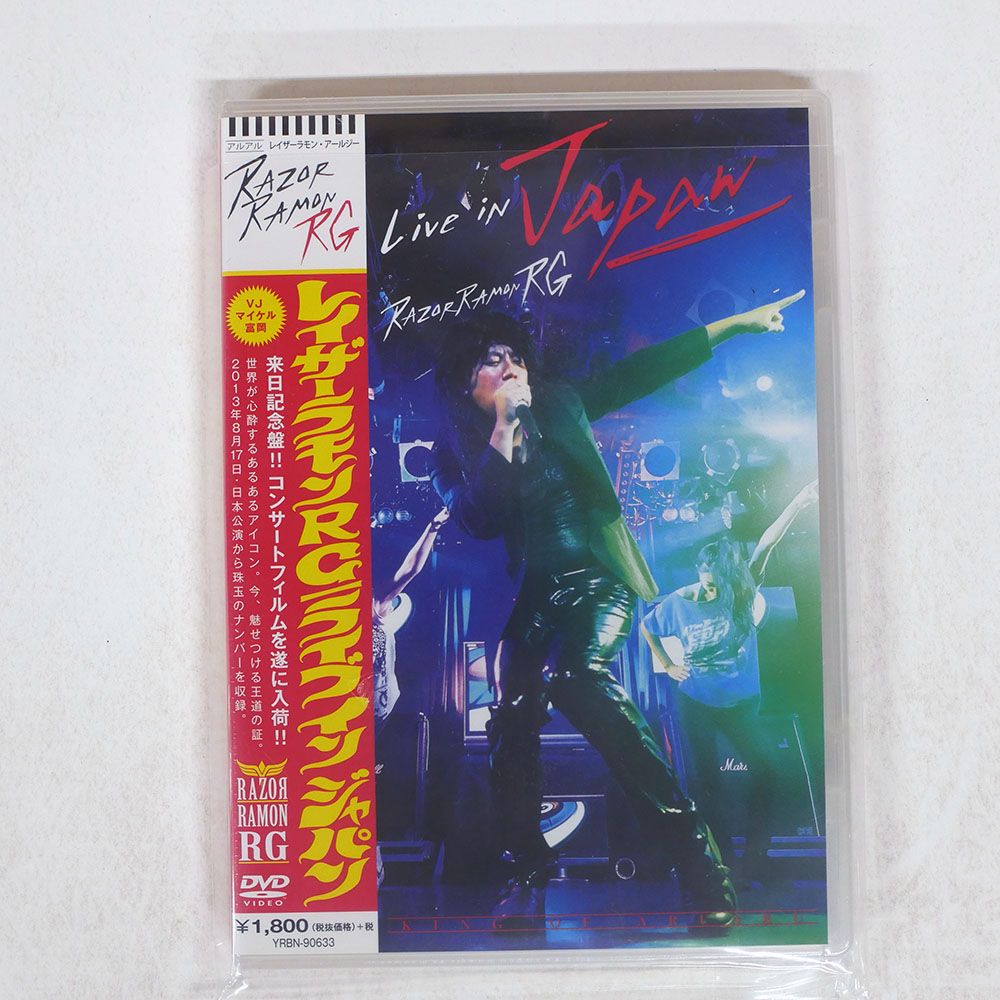 アルアル レイザーラモン・アールジー
RAZOR
RAMON
RG
VJ
マイケル
富岡
レイザーラモンRGライブインジャパン
来日記念盤!!コンサートフィルムを遂に入荷!!
世界が心酔するあるあるアイコン。今、魅せつける王道の証。
2013年8月17日・日本公演から珠玉のナンバーを収録。
RAZOR
RAMON
RG
DVD
VIDEO
¥1,800(税抜価格)+税
YRBN-90633
Live in Japan
RAZOR RAMON RG
Mars
KING OF ARUARU